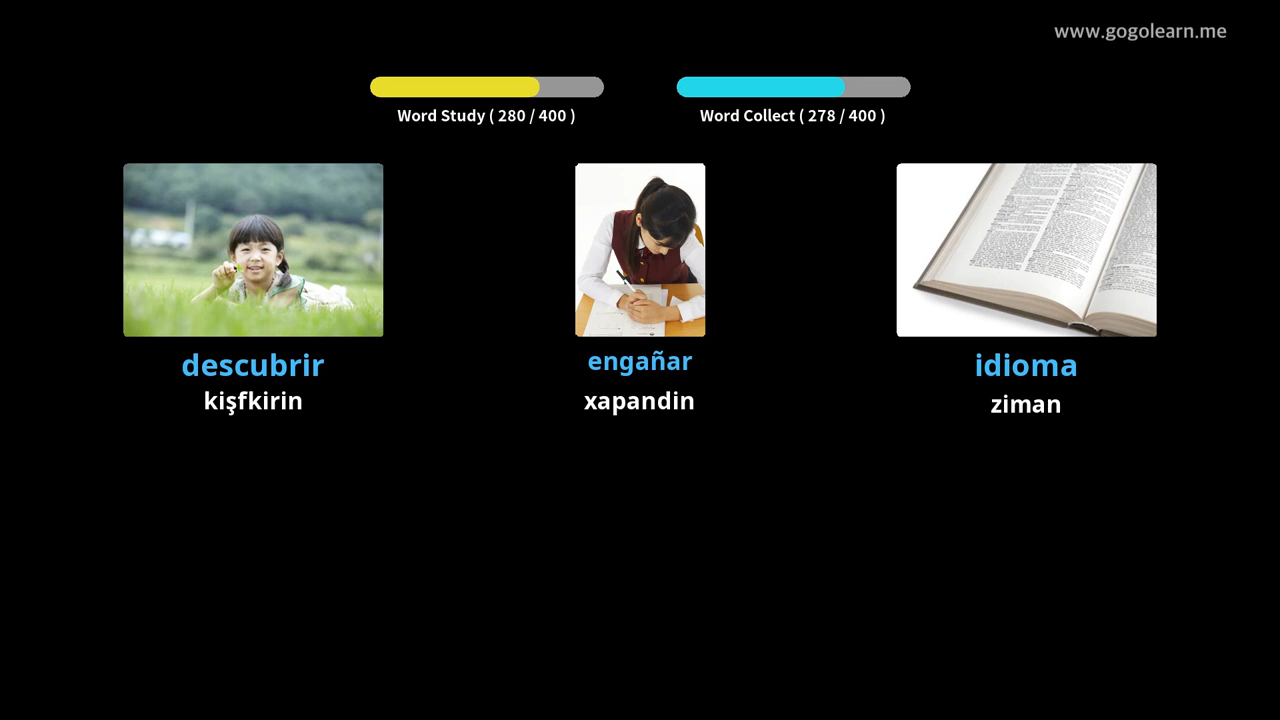 www.gogolearn.me
Word Study ( 280 / 400 )
Word Collect ( 278 / 400 )
descubrir
kişfkirin
engañar
xapandin
idioma
ziman